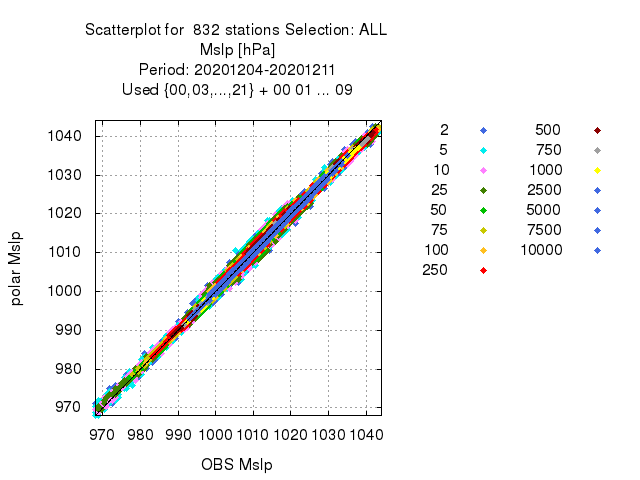 Scatterplot for 832 stations Selection: ALL
Mslp [hPa]
Period: 20201204-20201211
Used {00,03,...,21} + 00 01 ... 09
polar Mslp
1040
1030
1020
1010
1000
990
980
970
970 980 990 1000 1010 1020 1030 1040
OBS Mslp
2 500
5 750
10 1000
25 2500
50 5000
75 7500
100 10000
250